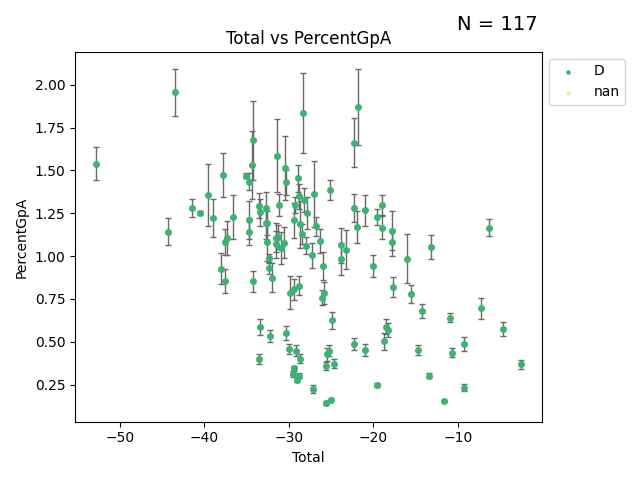 N = 117
Total vs PercentGpA
D
nan
PercentGpA
2.00
1.75
1.50
1.25
1.00
0.75
0.50
0.25
−50
−40
−30
−20
−10
Total